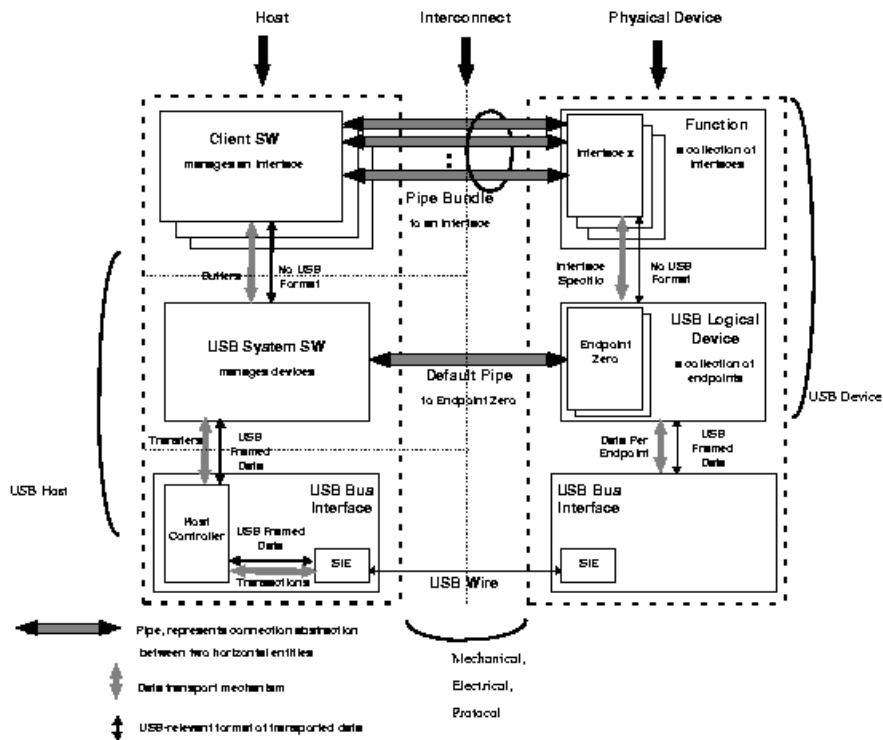 Host
Interconnect
Physical Device
Client SW
manages an interface
Pipe Bundle
to an interface
Interface x
Function
a collection of
interfaces
Buffers
No USB
Format
Interface
Specific
No USB
Format
USB System SW
manages devices
Default Pipe
to Endpoint Zero
Endpoint
Zero
USB Logical
Device
a collection of
endpoints
USB Device
Transfers
USB
Framed
Data
Data Per
Endpoint
USB
Framed
Data
USB Host
USB Bus
Interface
Host
Controller
USB Framed
Data
Transactions
SIE
USB Wire
USB Bus
Interface
SIE
Pipe, represents connection abstraction
between two horizontal entities
Data transport mechanism
USB-relevant format of transported data
Mechanical,
Electrical,
Protocol